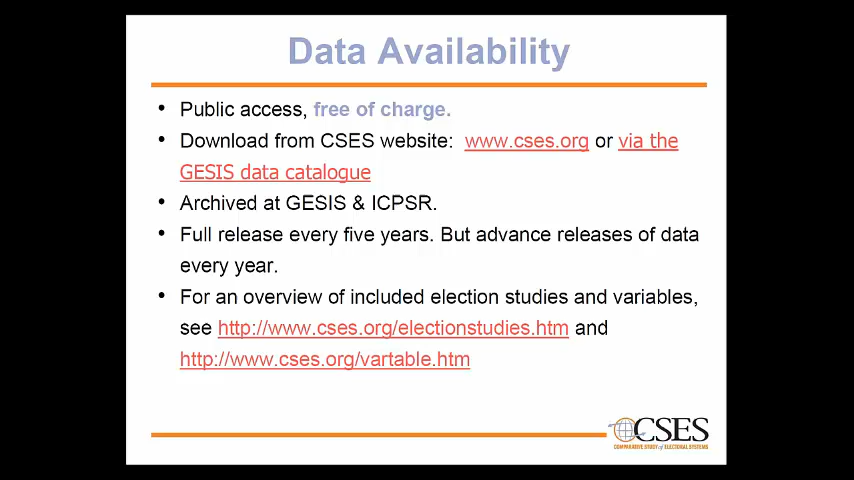 Data Availability
• Public access, free of charge.
• Download from CSES website: www.cses.org or via the
GESIS data catalogue
• Archived at GESIS & ICPSR.
• Full release every five years. But advance releases of data
every year.
• For an overview of included election studies and variables,
see http://www.cses.org/electionstudies.htm and
http://www.cses.org/vartable.htm
CSES
COMPARATIVE STUDY of ELECTORAL SYSTEMS